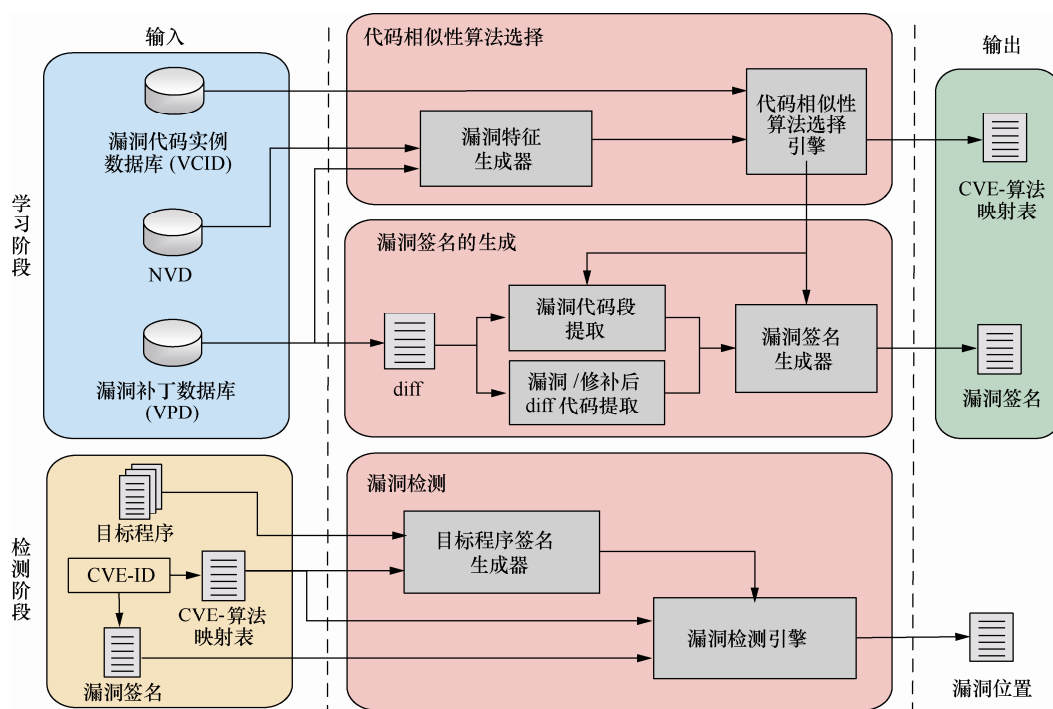 输入
代码相似性算法选择
输出
漏洞代码实例
数据库 (VCID)
漏洞特征
生成器
代码相似性
算法选择
引擎
CVE-算法
映射表
学习阶段
NVD
漏洞签名的生成
漏洞补丁数据库
(VPD)
diff
漏洞代码段
提取
漏洞 /修补后
diff 代码提取
漏洞签名
生成器
漏洞签名
检测阶段
目标程序
CVE-ID
CVE-算法
映射表
漏洞签名
漏洞检测
目标程序签名
生成器
漏洞检测引擎
漏洞位置